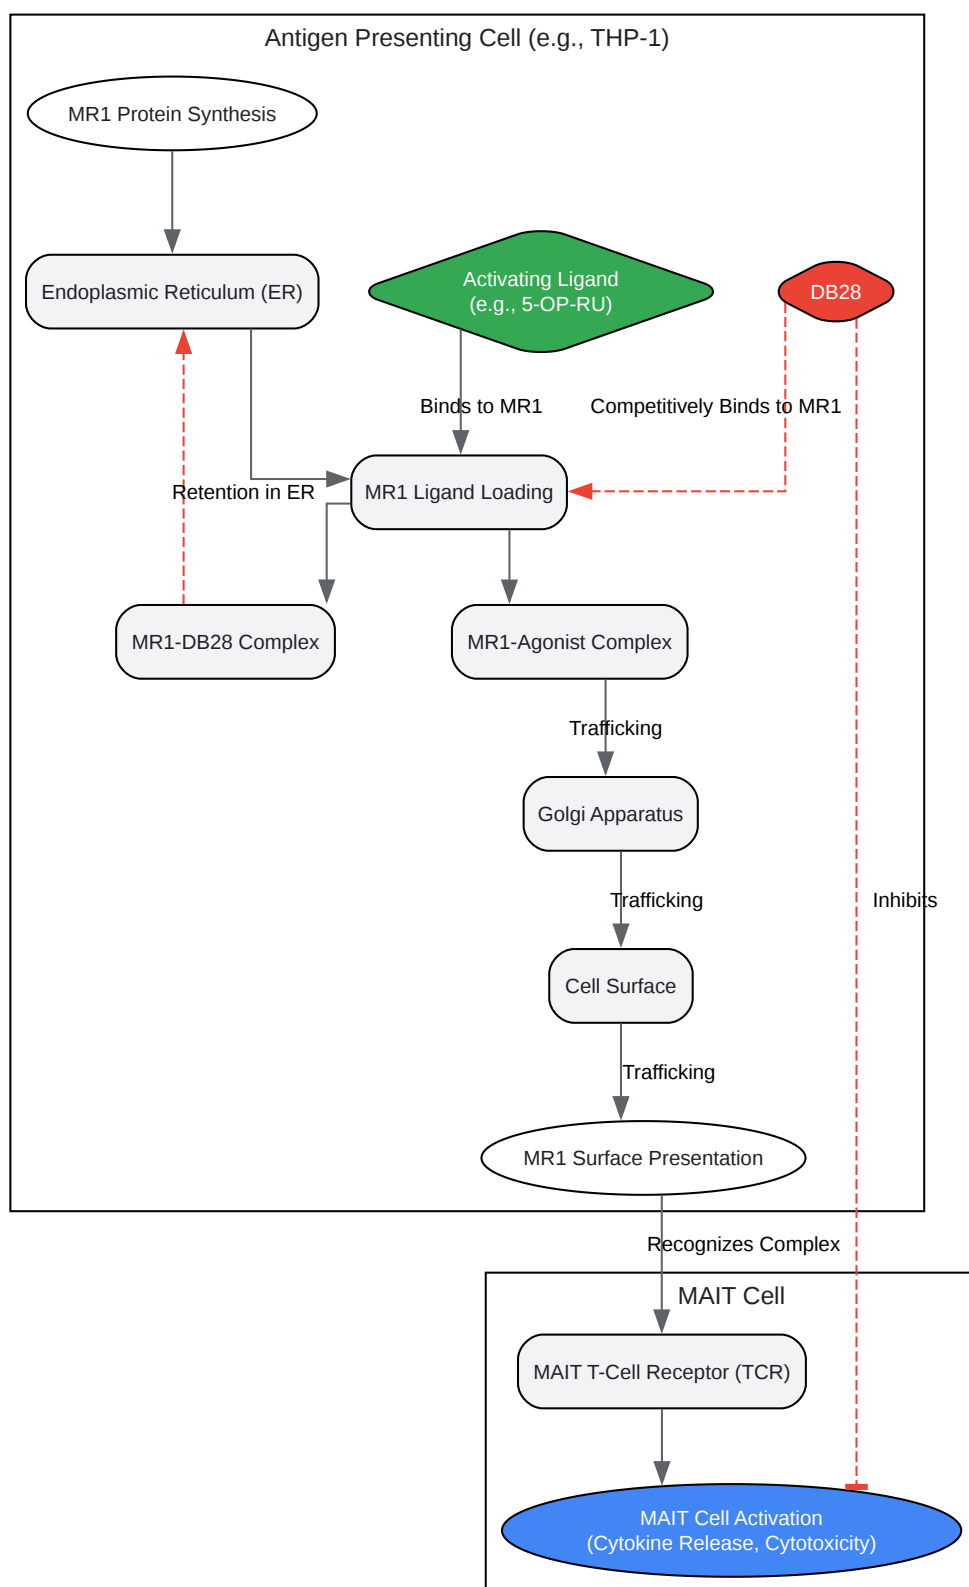 Antigen Presenting Cell (e.g., THP-1)
MR1 Protein Synthesis
Endoplasmic Reticulum (ER)
Activating Ligand
(e.g., 5-OP-RU)
DB28
Binds to MR1
Competitively Binds to MR1
Retention in ER
MR1 Ligand Loading
MR1-DB28 Complex
MR1-Agonist Complex
Trafficking
Golgi Apparatus
Trafficking
Inhibits
Cell Surface
Trafficking
MR1 Surface Presentation
Recognizes Complex
MAIT Cell
MAIT T-Cell Receptor (TCR)
MAIT Cell Activation
(Cytokine Release, Cytotoxicity)